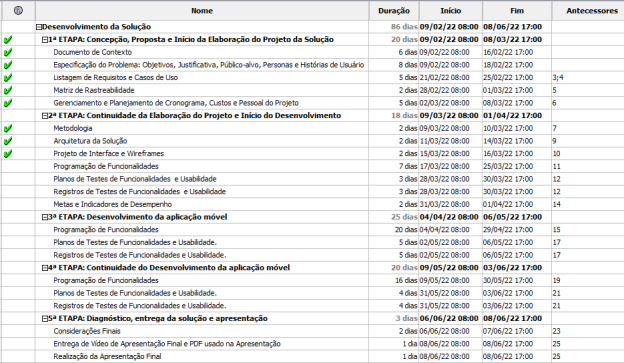 Nome Duração Início Fim Antecessores
Desenvolvimento da Solução 86 dias 09/02/22 08:00 08/06/22 17:00
1ª ETAPA: Concepção, Proposta e Início da Elaboração do Projeto da Solução 20 dias 09/02/22 08:00 08/03/22 17:00
Documento de Contexto 6 dias 09/02/22 08:00 16/02/22 17:00
Especificação do Problema: Objetivos, Justificativa, Público-alvo, Personas e Histórias de Usuário 8 dias 09/02/22 08:00 18/02/22 17:00
Listagem de Requisitos e Casos de Uso 5 dias 21/02/22 08:00 25/02/22 17:00 3;4
Matriz de Rastreabilidade 2 dias 28/02/22 08:00 01/03/22 17:00 5
Gerenciamento e Planejamento de Cronograma, Custos e Pessoal do Projeto 5 dias 02/03/22 08:00 08/03/22 17:00 6
2ª ETAPA: Continuidade da Elaboração do Projeto e Início do Desenvolvimento 18 dias 09/03/22 08:00 01/04/22 17:00
Metodologia 2 dias 09/03/22 08:00 10/03/22 17:00 7
Arquitetura da Solução 2 dias 11/03/22 08:00 14/03/22 17:00 9
Projeto de Interface e Wireframes 2 dias 15/03/22 08:00 16/03/22 17:00 10
Programação de Funcionalidades 7 dias 17/03/22 08:00 25/03/22 17:00 11
Planos de Testes de Funcionalidades e Usabilidade 3 dias 28/03/22 08:00 30/03/22 17:00 12
Registros de Testes de Funcionalidades e Usabilidade 3 dias 28/03/22 08:00 30/03/22 17:00 12
Metas e Indicadores de Desempenho 2 dias 31/03/22 08:00 01/04/22 17:00 14
3ª ETAPA: Desenvolvimento da aplicação móvel 25 dias 04/04/22 08:00 06/05/22 17:00
Programação de Funcionalidades 20 dias 04/04/22 08:00 29/04/22 17:00 15
Planos de Testes de Funcionalidades e Usabilidade. 5 dias 02/05/22 08:00 06/05/22 17:00 17
Registros de Testes de Funcionalidades e Usabilidade. 5 dias 02/05/22 08:00 06/05/22 17:00 17
4ª ETAPA: Continuidade do Desenvolvimento da aplicação móvel 20 dias 09/05/22 08:00 03/06/22 17:00
Programação de Funcionalidades 16 dias 09/05/22 08:00 30/05/22 17:00 19
Planos de Testes de Funcionalidades e Usabilidade. 4 dias 31/05/22 08:00 03/06/22 17:00 21
Registros de Testes de Funcionalidades e Usabilidade. 4 dias 31/05/22 08:00 03/06/22 17:00 21
5ª ETAPA: Diagnóstico, entrega da solução e apresentação 3 dias 06/06/22 08:00 08/06/22 17:00
Considerações Finais 2 dias 06/06/22 08:00 07/06/22 17:00 23
Entrega de Vídeo de Apresentação Final e PDF usado na Apresentação 1 dia 08/06/22 08:00 08/06/22 17:00 25
Realização da Apresentação Final 1 dia 08/06/22 08:00 08/06/22 17:00 25